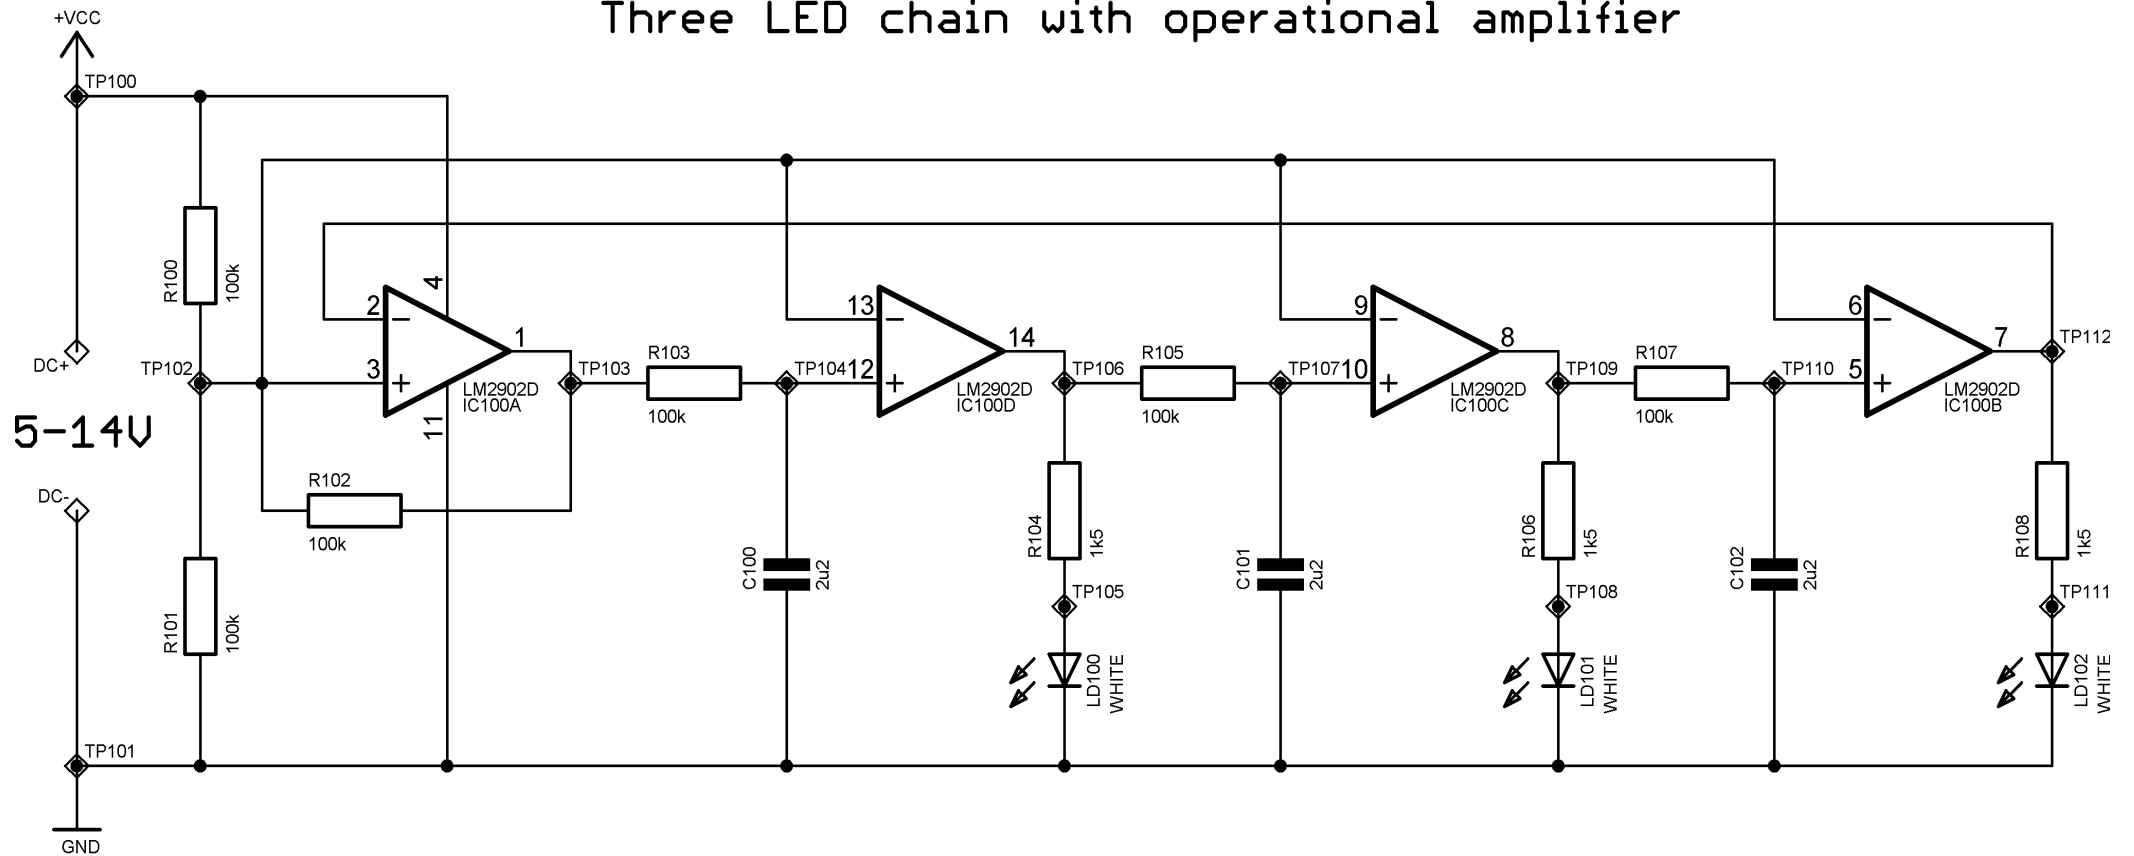 Three LED chain with operational amplifier
+VCC
TP100
R100
100k
DC+
TP102
5-14V
DC-
R101
100k
TP101
GND
2
3
4
11
1
LM2902D
IC100A
R102
100k
TP103
R103
100k
TP104
13
12
14
LM2902D
IC100D
C100
2u2
TP106
R104
1k5
TP105
LD100
WHITE
R105
100k
TP107
9
10
8
LM2902D
IC100C
C101
2u2
TP109
R106
1k5
TP108
LD101
WHITE
R107
100k
TP110
6
5
7
LM2902D
IC100B
C102
2u2
TP112
R108
1k5
TP111
LD102
WHITE